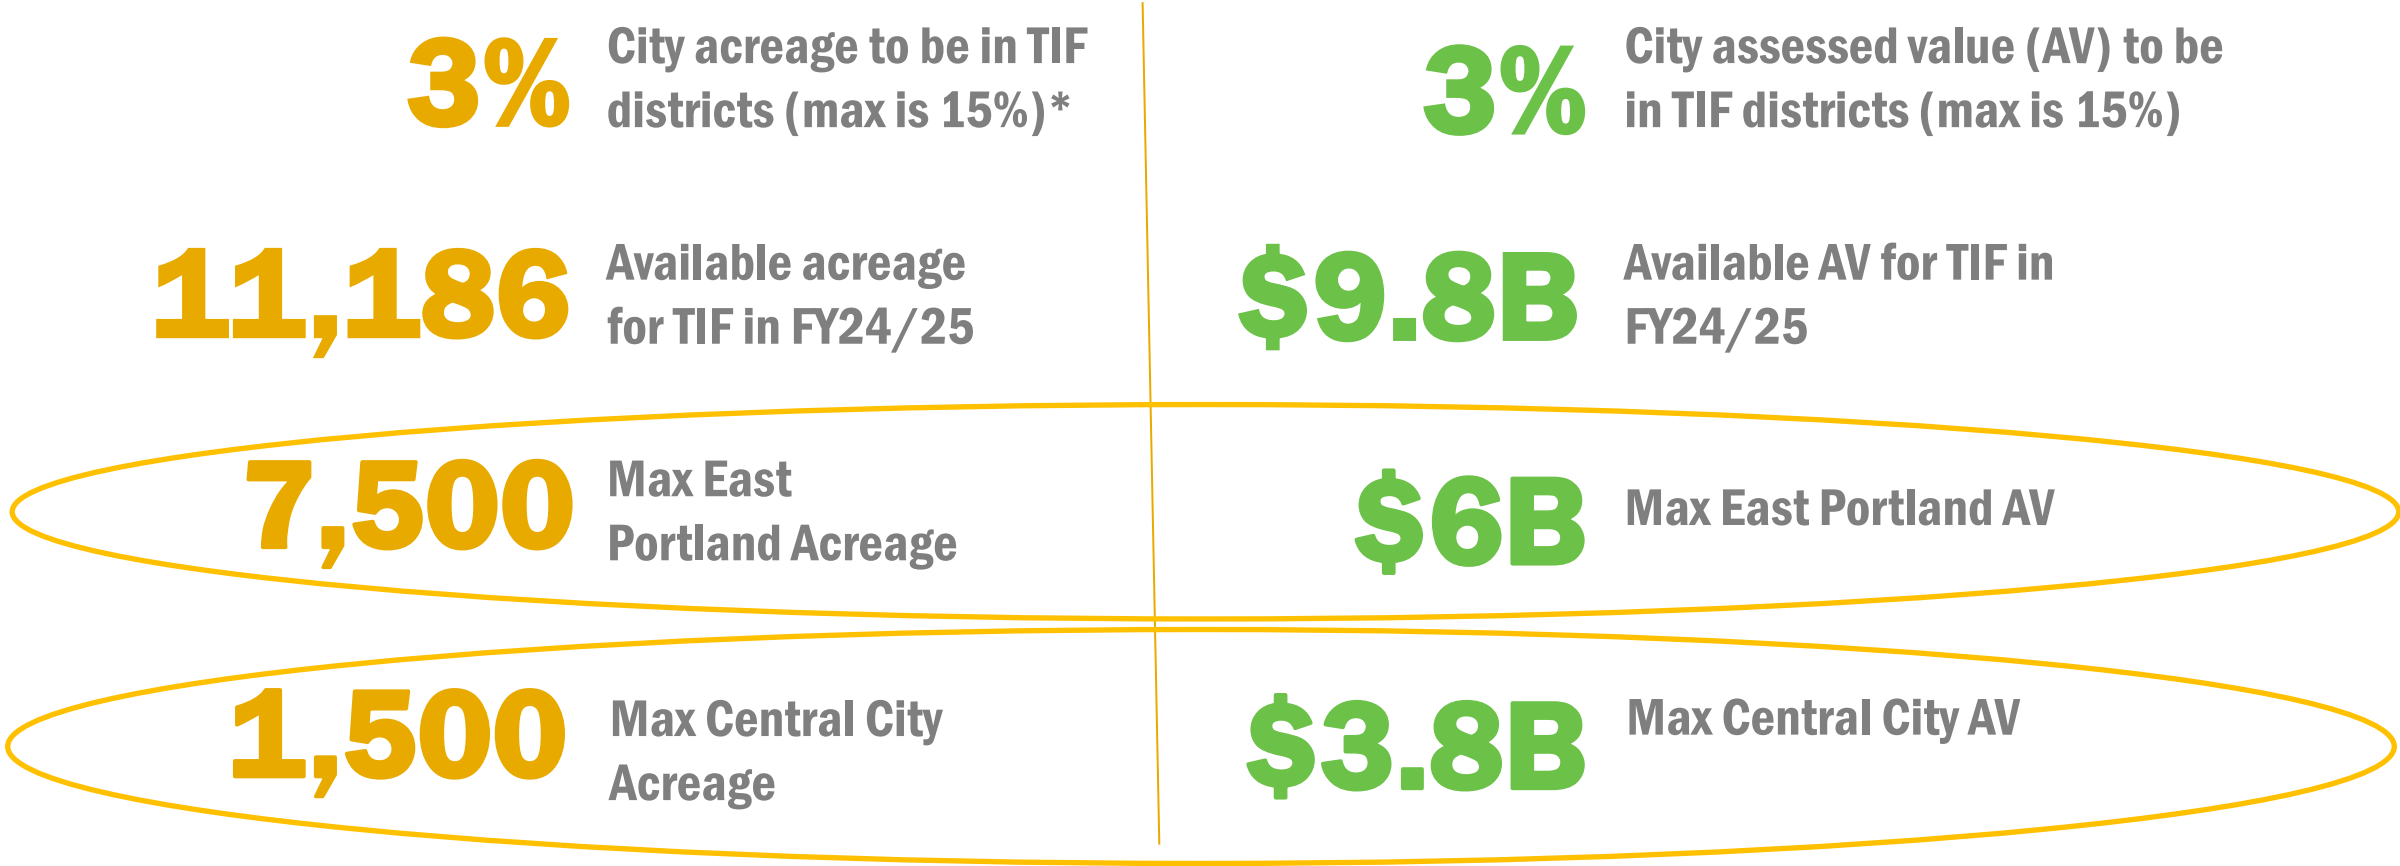 3%
City acreage to be in TIF
districts (max is 15%)*
11,186
Available acreage
for TIF in FY24/25
7,500
Max East
Portland Acreage
1,500
Max Central City
Acreage
3%
City assessed value (AV) to be
in TIF districts (max is 15%)
$9.8B
Available AV for TIF in
FY24/25
$6B
Max East Portland AV
$3.8B
Max Central City AV